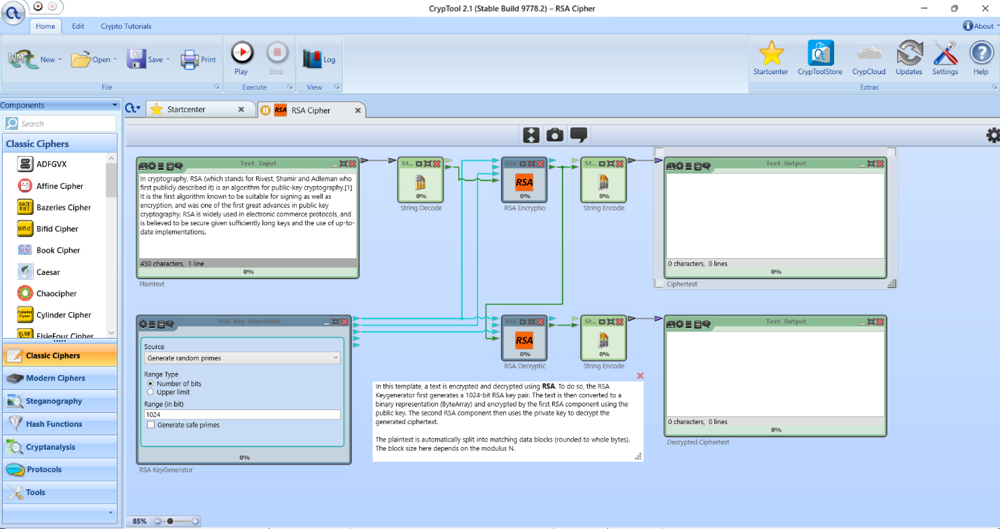 CrypTool 2.1 (Stable Build 9778.2) – RSA Cipher
Home Edit Crypto Tutorials About
New Open Save Print Play Stop Log Startcenter CrypToolStore CrypCloud Updates Settings Help
File Execute View Extras
Components
Search
Classic Ciphers
ADFGVX
Affine Cipher
Bazeries Cipher
Bifid Cipher
Book Cipher
Caesar
Chaocipher
Cylinder Cipher
ElsieFour Cipher
Classic Ciphers
Modern Ciphers
Steganography
Hash Functions
Cryptanalysis
Protocols
Tools
Startcenter
RSA RSA Cipher
Text Input
In cryptography, RSA (which stands for Rivest, Shamir and Adleman who
first publicly described it) is an algorithm for public-key cryptography.[1]
It is the first algorithm known to be suitable for signing as well as
encryption, and was one of the first great advances in public key
cryptography. RSA is widely used in electronic commerce protocols, and
is believed to be secure given sufficiently long keys and the use of up-to-
date implementations.
450 characters, 1 line
0%
Plaintext
St...
0%
String Decode
RSA
RSA
0%
RSA Encryptio
St...
0%
String Encode
Text Output
0 characters, 0 lines
0%
Ciphertext
RSA Key Generator
Source
Generate random primes
Range Type
Number of bits
Upper limit
Range (in bit)
1024
Generate safe primes
0%
RSA KeyGenerator
RSA
RSA
0%
RSA Decryptic
St...
0%
String Encode
Text Output
0 characters, 0 lines
0%
Decrypted Ciphertext
In this template, a text is encrypted and decrypted using RSA. To do so, the RSA
Keygenerator first generates a 1024-bit RSA key pair. The text is then converted to a
binary representation (ByteArray) and encrypted by the first RSA component using the
public key. The second RSA component then uses the private key to decrypt the
generated ciphertext.
The plaintext is automatically split into matching data blocks (rounded to whole bytes).
The block size here depends on the modulus N.
85%